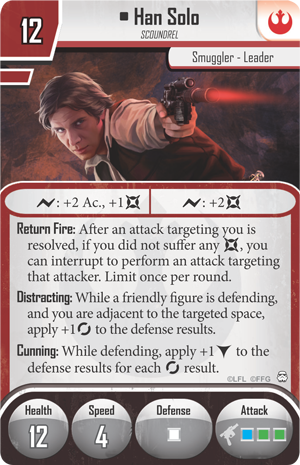 12
Han Solo
SCOUNDREL
Smuggler - Leader
: +2 Ac., +1
: +2
Return Fire: After an attack targeting you is
resolved, if you did not suffer any , you
can interrupt to perform an attack targeting
that attacker. Limit once per round.
Distracting: While a friendly figure is defending,
and you are adjacent to the targeted space,
apply +1 to the defense results.
Cunning: While defending, apply +1 to the
defense results for each result.
©LFL ©FFG
Health
Speed
Defense
Attack
12
4